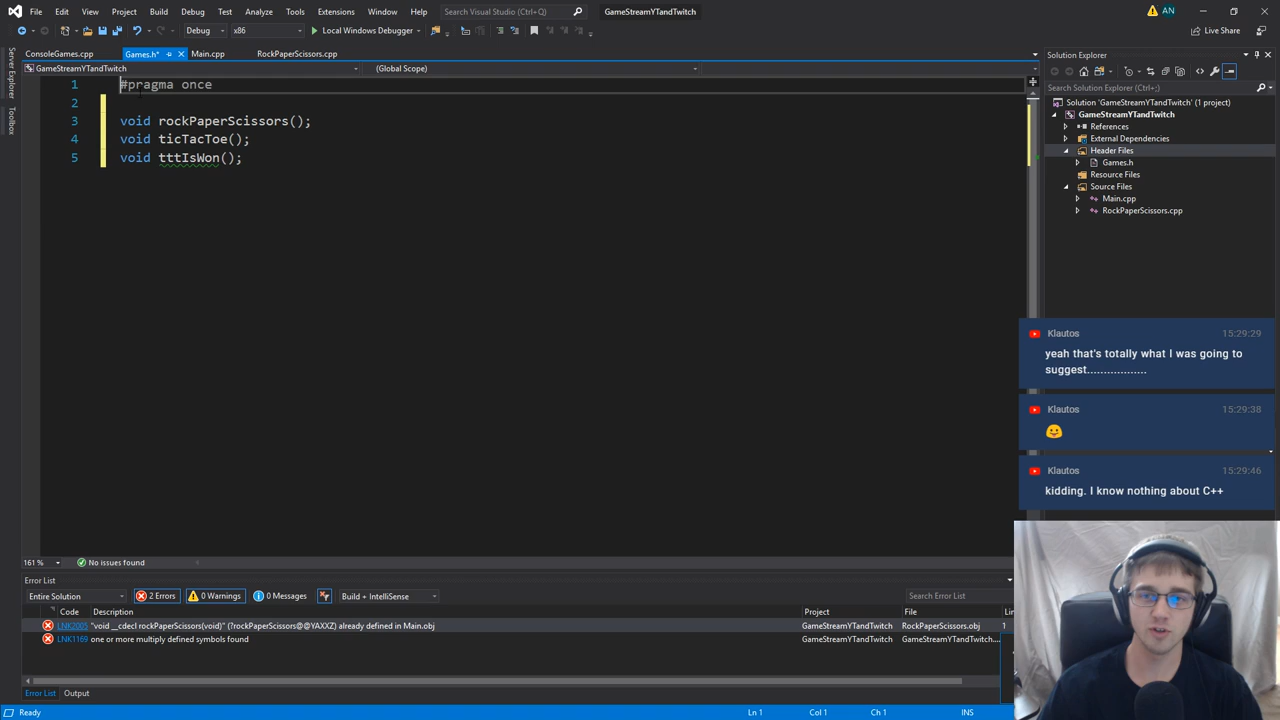 File Edit View Project Build Debug Test Analyze Tools Extensions Window Help Search Visual Studio (Ctrl+Q) GameStreamYTandTwitch AN
Debug x86 Local Windows Debugger Live Share
ConsoleGames.cpp Games.h* Main.cpp RockPaperScissors.cpp
GameStreamYTandTwitch (Global Scope)
Server Explorer
Toolbox
1 #pragma once
2
3 void rockPaperScissors();
4 void ticTacToe();
5 void tttIsWon();
Solution Explorer
Search Solution Explorer (Ctrl+;)
Solution 'GameStreamYTandTwitch' (1 project)
GameStreamYTandTwitch
References
External Dependencies
Header Files
Games.h
Resource Files
Source Files
Main.cpp
RockPaperScissors.cpp
Klautos 15:29:29
yeah that's totally what I was going to
suggest..................
Klautos 15:29:38
Klautos 15:29:46
kidding. I know nothing about C++
161 % No issues found
Error List
Entire Solution 2 Errors 0 Warnings 0 Messages Build + IntelliSense Search Error List
Code Description Project File
LNK2005 "void __cdecl rockPaperScissors(void)" (?rockPaperScissors@@YAXXZ) already defined in Main.obj GameStreamYTandTwitch RockPaperScissors.obj 1
LNK1169 one or more multiply defined symbols found GameStreamYTandTwitch GameStreamYTandTwitch....
Error List Output
Ready Ln 1 Col 1 Ch 1 INS